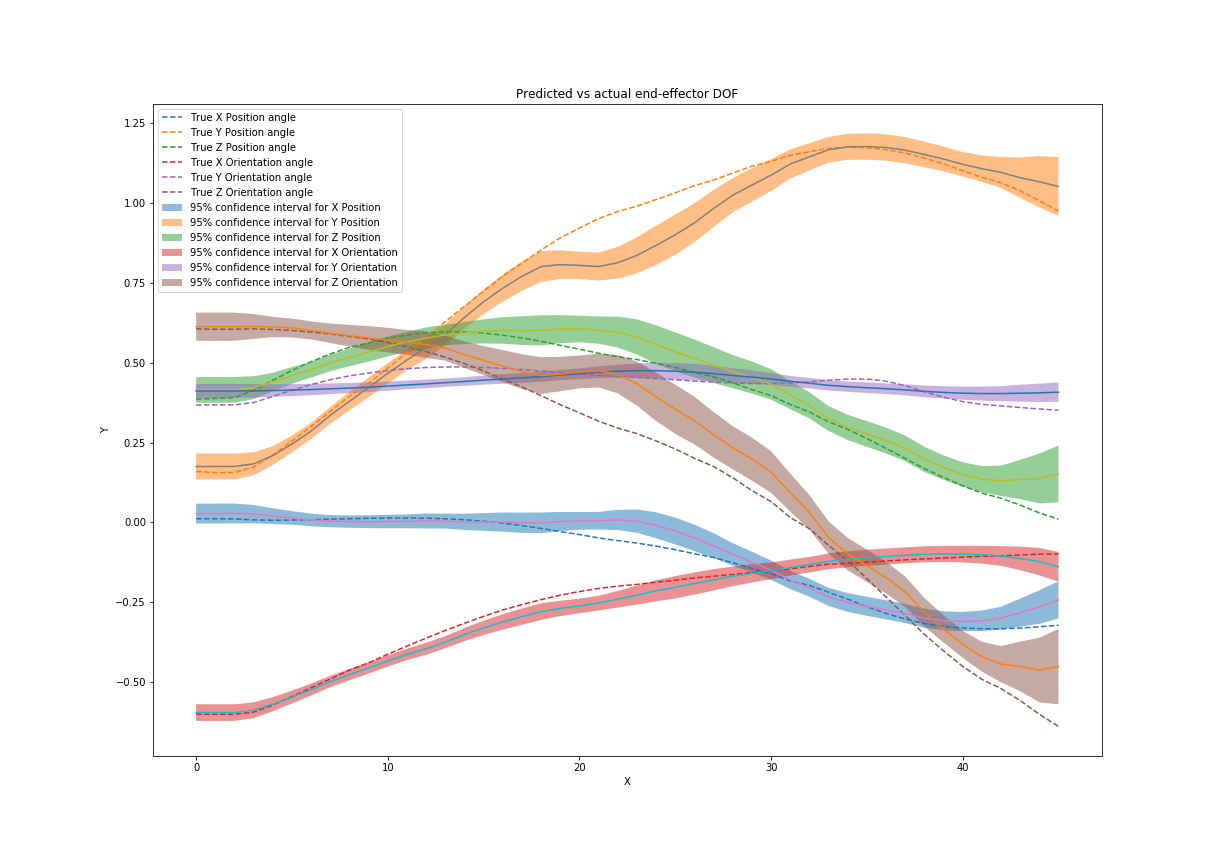 Predicted vs actual end-effector DOF
True X Position angle
True Y Position angle
True Z Position angle
True X Orientation angle
True Y Orientation angle
True Z Orientation angle
95% confidence interval for X Position
95% confidence interval for Y Position
95% confidence interval for Z Position
95% confidence interval for X Orientation
95% confidence interval for Y Orientation
95% confidence interval for Z Orientation
1.25
1.00
0.75
0.50
0.25
0.00
−0.25
−0.50
Y
0 10 20 30 40
X